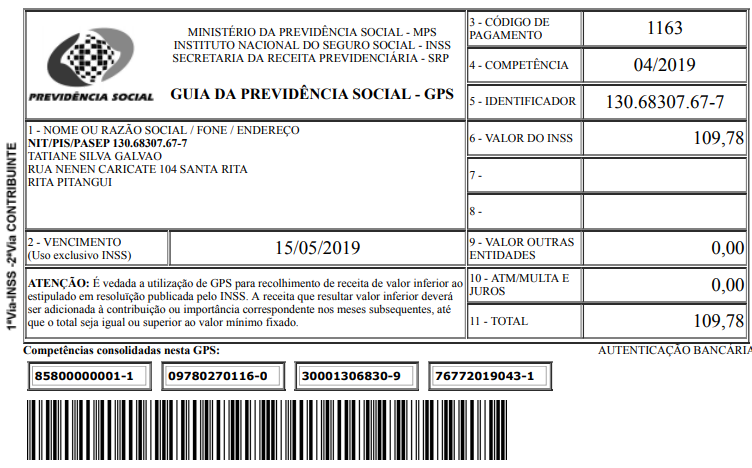 MINISTÉRIO DA PREVIDÊNCIA SOCIAL - MPS
INSTITUTO NACIONAL DO SEGURO SOCIAL - INSS
SECRETARIA DA RECEITA PREVIDENCIÁRIA - SRP
PREVIDÊNCIA SOCIAL
GUIA DA PREVIDÊNCIA SOCIAL - GPS
3 - CÓDIGO DE
PAGAMENTO
1163
4 - COMPETÊNCIA
04/2019
5 - IDENTIFICADOR
130.68307.67-7
1 - NOME OU RAZÃO SOCIAL / FONE / ENDEREÇO
NIT/PIS/PASEP 130.68307.67-7
TATIANE SILVA GALVAO
RUA NENEN CARICATE 104 SANTA RITA
RITA PITANGUI
6 - VALOR DO INSS
109,78
7 -
8 -
2 - VENCIMENTO
(Uso exclusivo INSS)
15/05/2019
9 - VALOR OUTRAS
ENTIDADES
0,00
ATENÇÃO: É vedada a utilização de GPS para recolhimento de receita de valor inferior ao
estipulado em resoluição publicada pelo INSS. A receita que resultar valor inferior deverá
ser adicionada à contribuição ou importância correspondente nos meses subsequentes, até
que o total seja igual ou superior ao valor mínimo fixado.
10 - ATM/MULTA E
JUROS
0,00
11 - TOTAL
109,78
1ªVia-INSS -2ªVia CONTRIBUINTE
Competências consolidadas nesta GPS:
AUTENTICAÇÃO BANCÁRIA
85800000001-1
09780270116-0
30001306830-9
76772019043-1